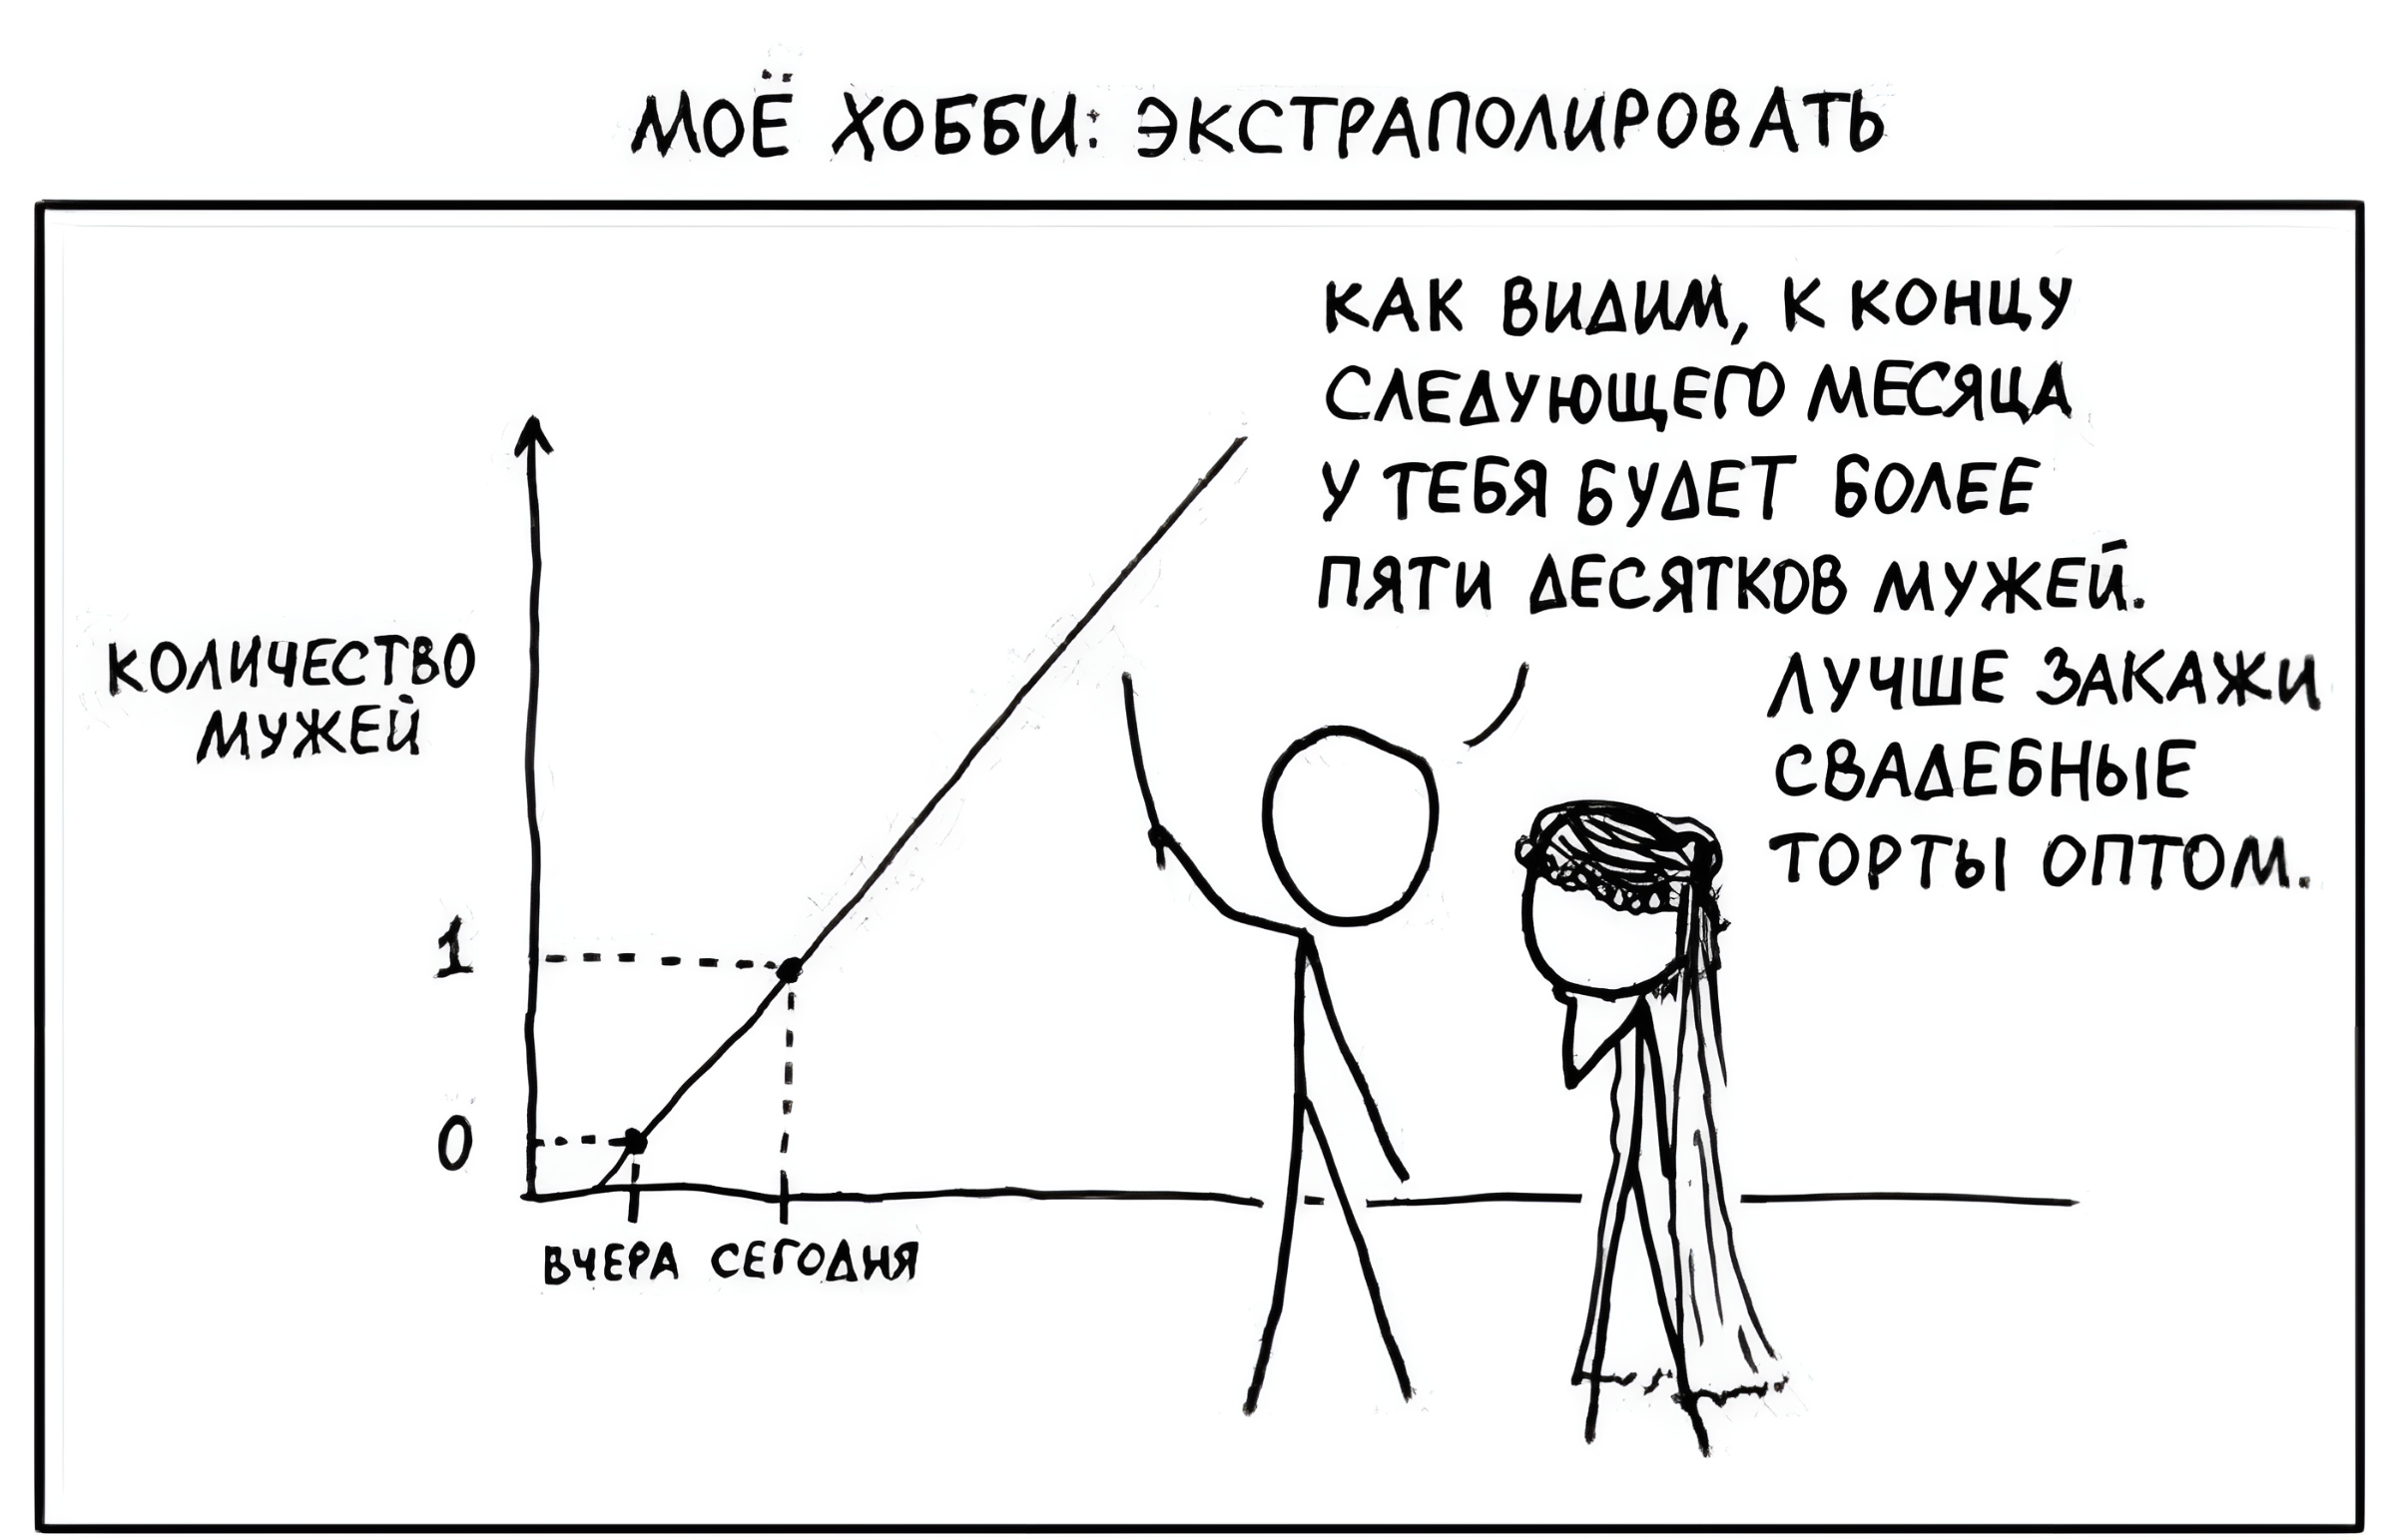 МОЁ ХОББИ: ЭКСТРАПОЛИРОВАТЬ
КАК ВИДИМ, К КОНЦУ
СЛЕДУЮЩЕГО МЕСЯЦА
У ТЕБЯ БУДЕТ БОЛЕЕ
ПЯТИ ДЕСЯТКОВ МУЖЕЙ.
ЛУЧШЕ ЗАКАЖИ
СВАДЕБНЫЕ
ТОРТЫ ОПТОМ.
КОЛИЧЕСТВО
МУЖЕЙ
1
0
ВЧЕРА СЕГОДНЯ